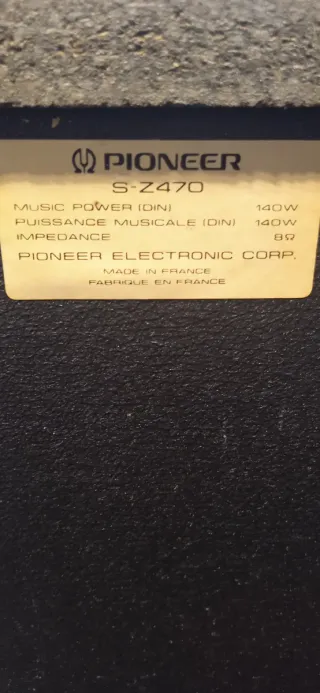 PIONEER
S-Z470
MUSIC POWER (DIN) 140W
PUISSANCE MUSICALE (DIN) 140W
IMPEDANCE 8Ω
PIONEER ELECTRONIC CORP.
MADE IN FRANCE
FABRIQUE EN FRANCE